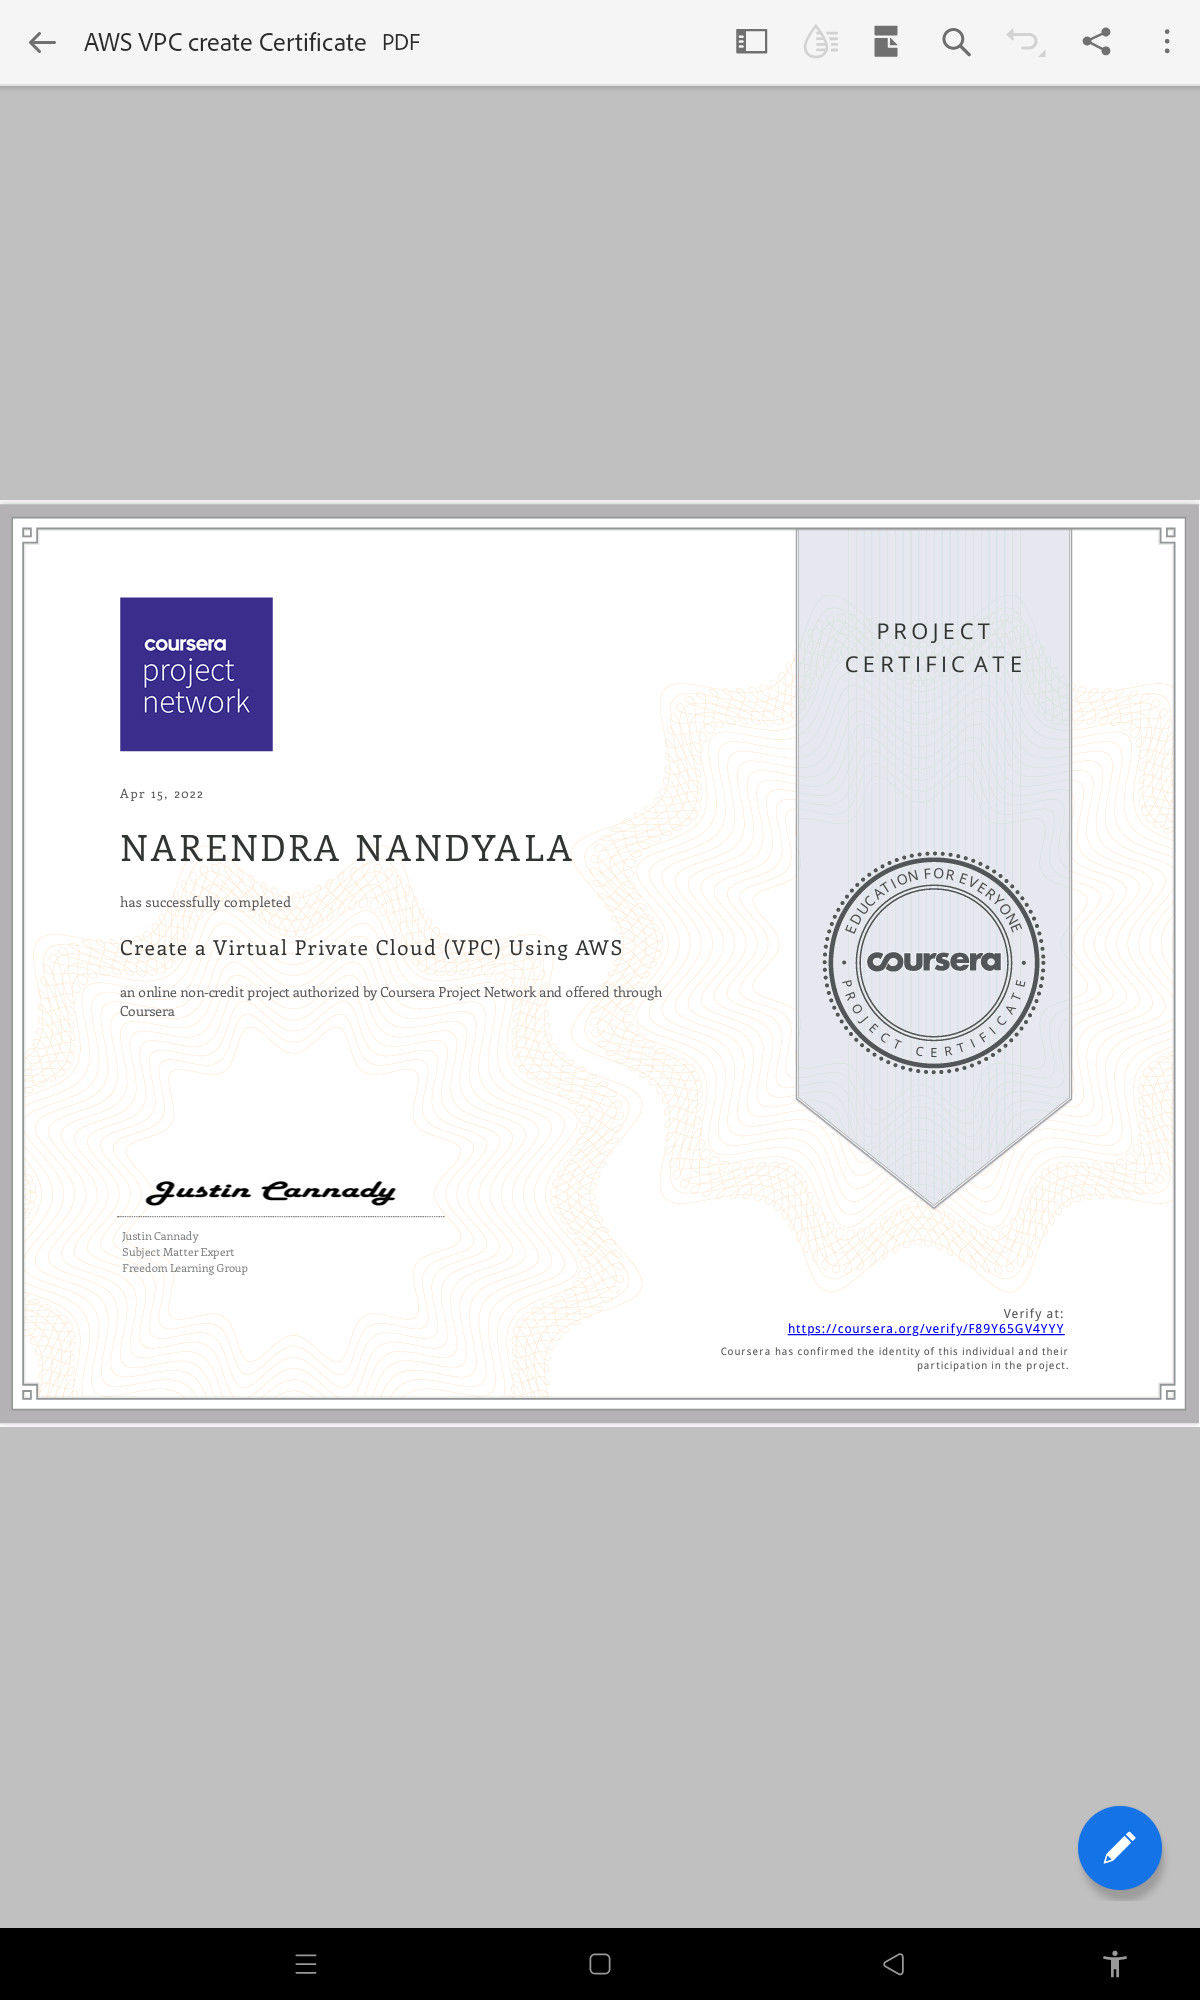 AWS VPC create Certificate PDF
coursera
project
network
PROJECT
CERTIFICATE
Apr 15, 2022
NARENDRA NANDYALA
has successfully completed
Create a Virtual Private Cloud (VPC) Using AWS
an online non-credit project authorized by Coursera Project Network and offered through
Coursera
EDUCATION FOR EVERYONE
coursera
PROJECT CERTIFICATE
Justin Cannady
Justin Cannady
Subject Matter Expert
Freedom Learning Group
Verify at:
https://coursera.org/verify/F89Y65GV4YYY
Coursera has confirmed the identity of this individual and their
participation in the project.